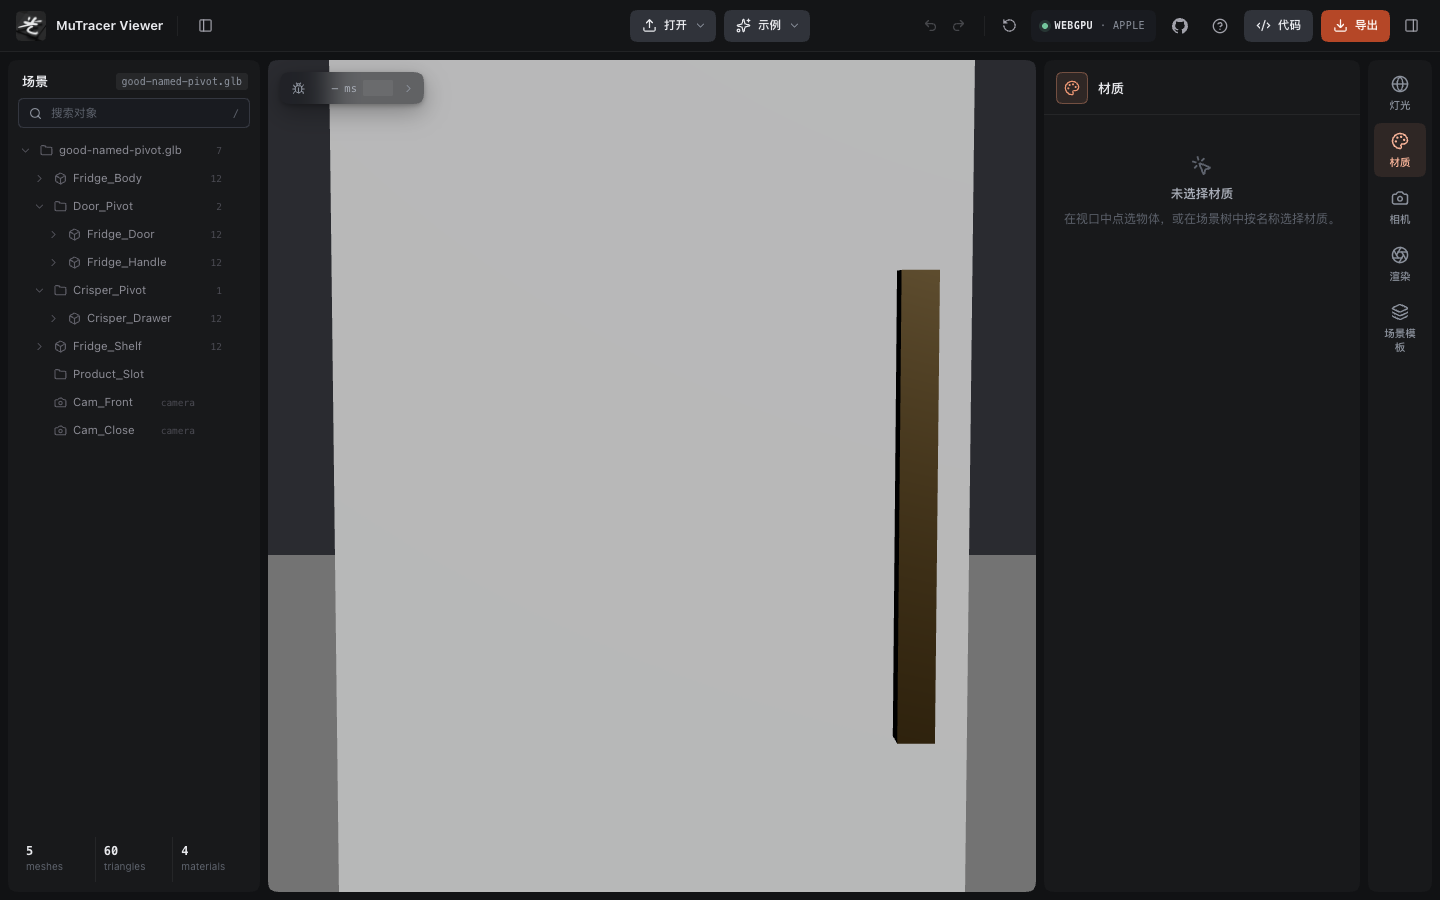 MuTracer Viewer
打开
示例
WEBGPU · APPLE
代码
导出
场景
good-named-pivot.glb
搜索对象 /
good-named-pivot.glb 7
Fridge_Body 12
Door_Pivot 2
Fridge_Door 12
Fridge_Handle 12
Crisper_Pivot 1
Crisper_Drawer 12
Fridge_Shelf 12
Product_Slot
Cam_Front camera
Cam_Close camera
5
meshes
60
triangles
4
materials
– ms
材质
未选择材质
在视口中点选物体，或在场景树中按名称选择材质。
灯光
材质
相机
渲染
场景模
板